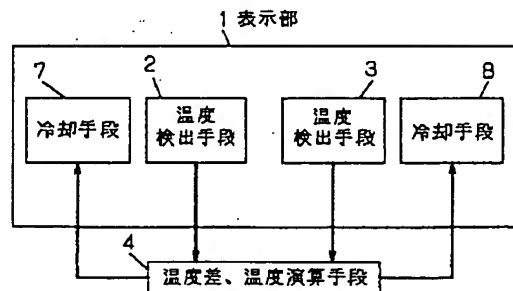 1 表示部
7
2
3
8
冷却手段
温度
検出手段
温度
検出手段
冷却手段
4
温度差、温度演算手段